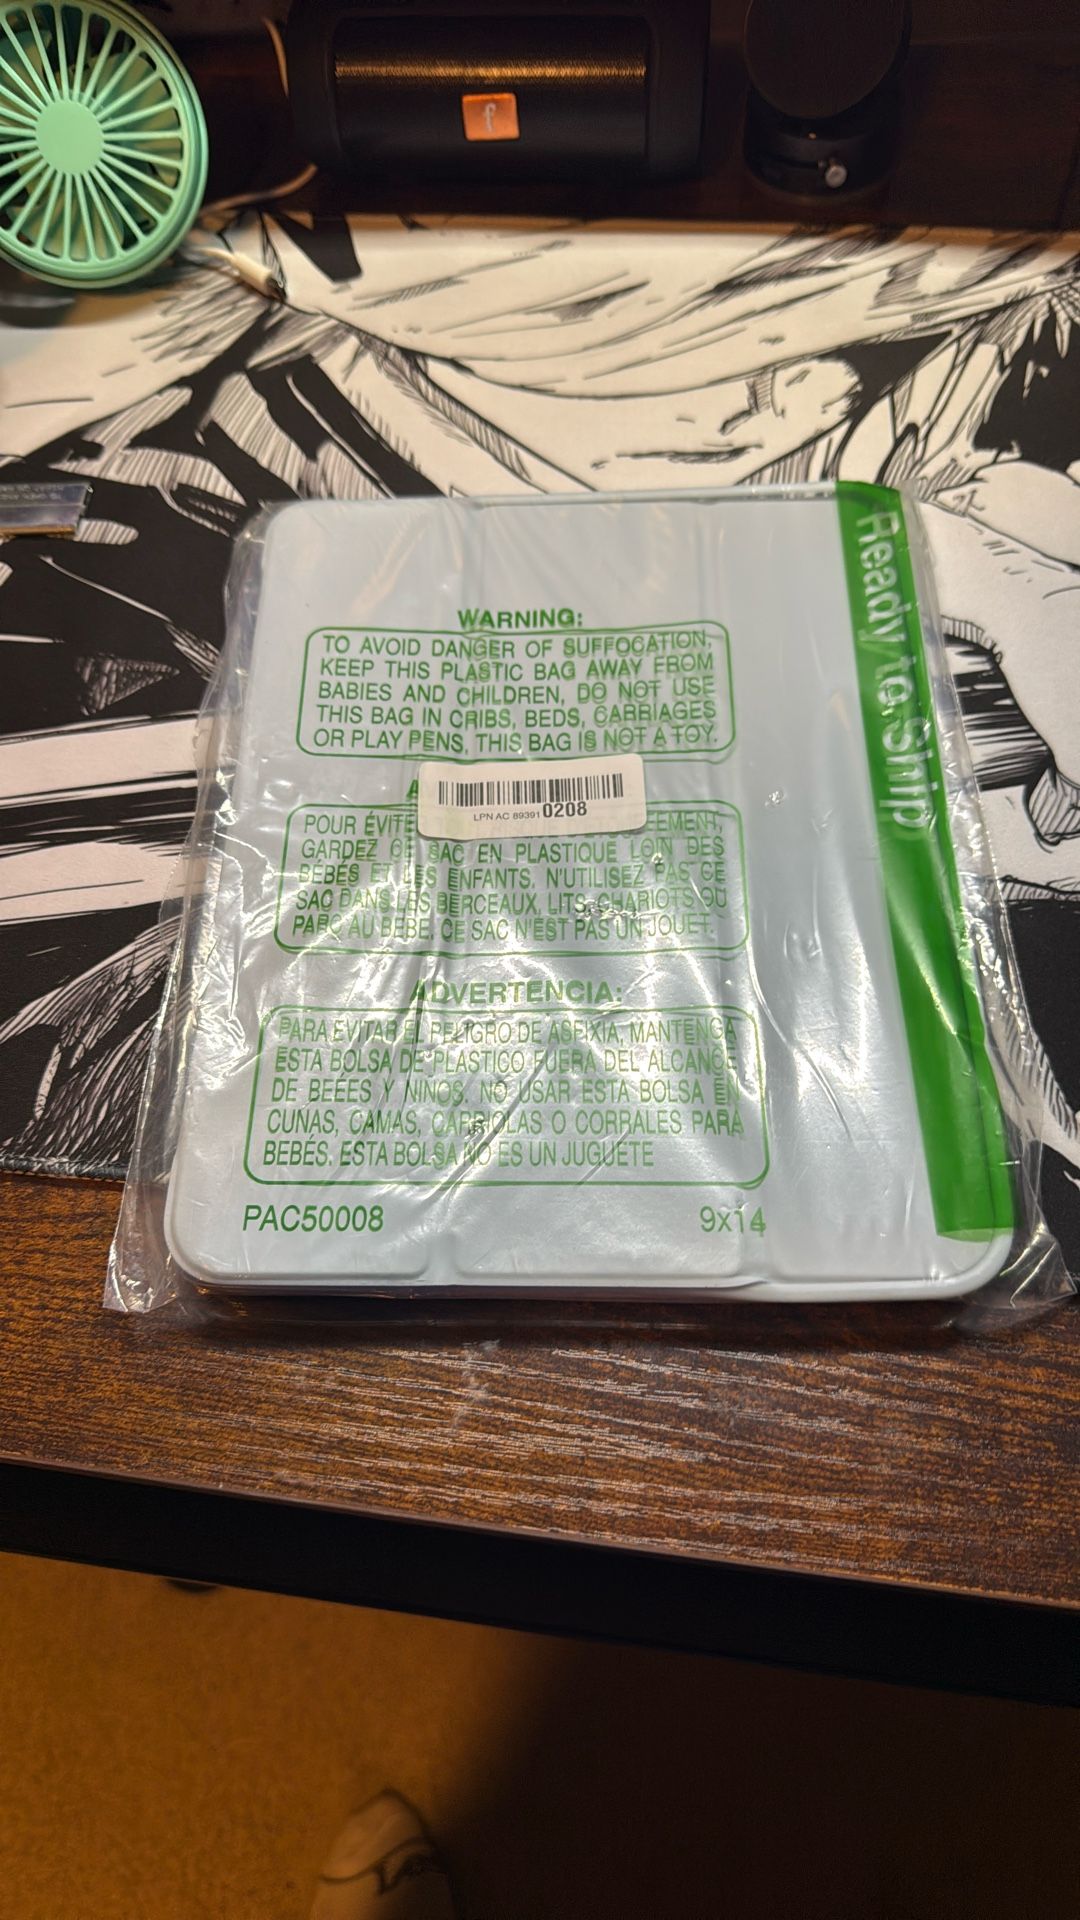 WARNING:
TO AVOID DANGER OF SUFFOCATION,
KEEP THIS PLASTIC BAG AWAY FROM
BABIES AND CHILDREN, DO NOT USE
THIS BAG IN CRIBS, BEDS, CARRIAGES
OR PLAY PENS, THIS BAG IS NOT A TOY.
LPN AC 89391 0208
POUR ÉVITE
GARDEZ CE SAC EN PLASTIQUE LOIN DES
BÉBÉS ET LES ENFANTS, N'UTILISEZ PAS CE
SAC DANS LES BERCEAUX, LITS, CHARIOTS OU
PARC AU BÉBÉ. CE SAC N'EST PAS UN JOUET.
ADVERTENCIA:
PARA EVITAR EL PELIGRO DE ASFIXIA, MANTENGA
ESTA BOLSA DE PLASTICO FUERA DEL ALCANCE
DE BEÉES Y NINOS. NO USAR ESTA BOLSA EN
CUÑAS, CAMAS, CARRIOLAS O CORRALES PARA
BEBÉS. ESTA BOLSA NO ES UN JUGUETE
PAC50008
9x14
Ready to Ship